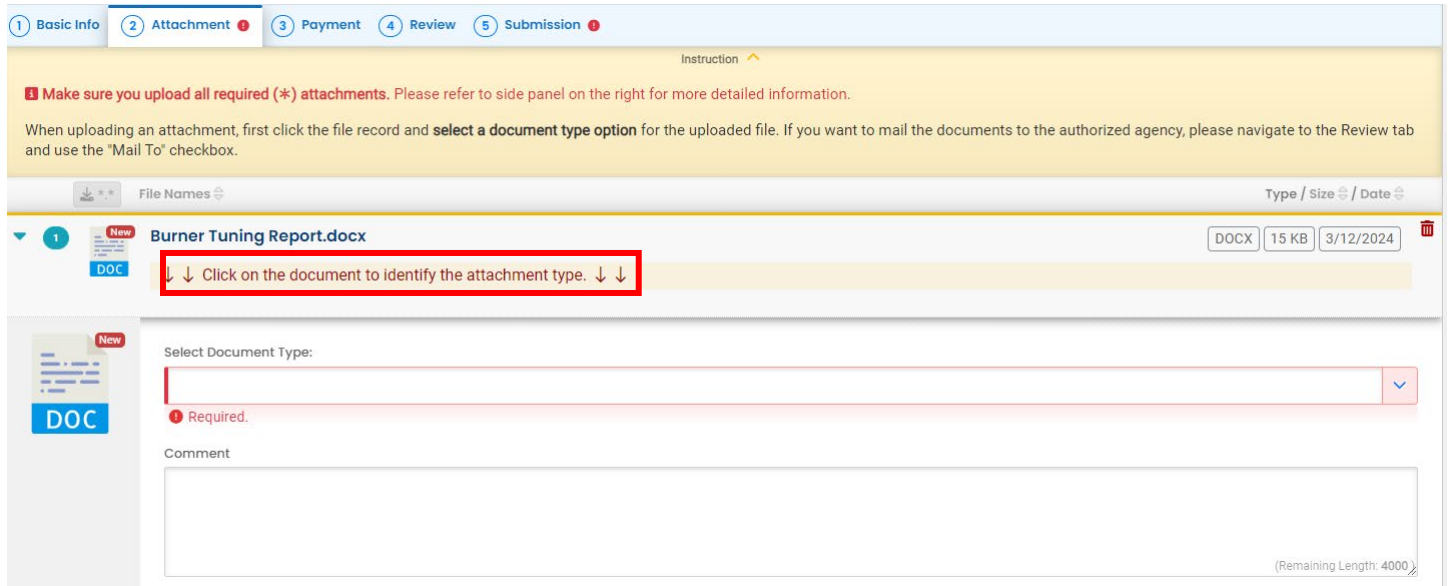 1 Basic Info 2 Attachment 3 Payment 4 Review 5 Submission
Instruction
Make sure you upload all required (*) attachments. Please refer to side panel on the right for more detailed information.
When uploading an attachment, first click the file record and select a document type option for the uploaded file. If you want to mail the documents to the authorized agency, please navigate to the Review tab
and use the "Mail To" checkbox.
*.* File Names Type / Size / Date
1 New DOC Burner Tuning Report.docx DOCX 15 KB 3/12/2024
↓ ↓ Click on the document to identify the attachment type. ↓ ↓
New
DOC
Select Document Type:
Required.
Comment
(Remaining Length: 4000)